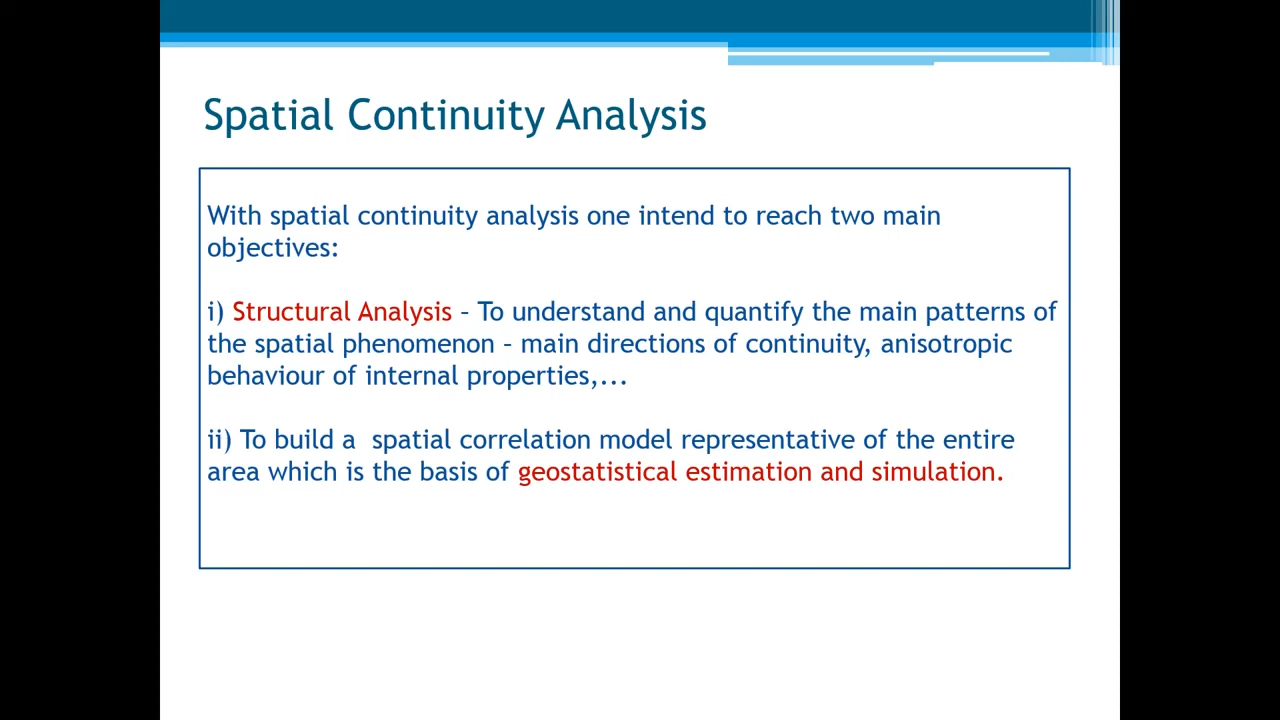 Spatial Continuity Analysis
With spatial continuity analysis one intend to reach two main
objectives:
i) Structural Analysis – To understand and quantify the main patterns of
the spatial phenomenon – main directions of continuity, anisotropic
behaviour of internal properties,...
ii) To build a  spatial correlation model representative of the entire
area which is the basis of geostatistical estimation and simulation.